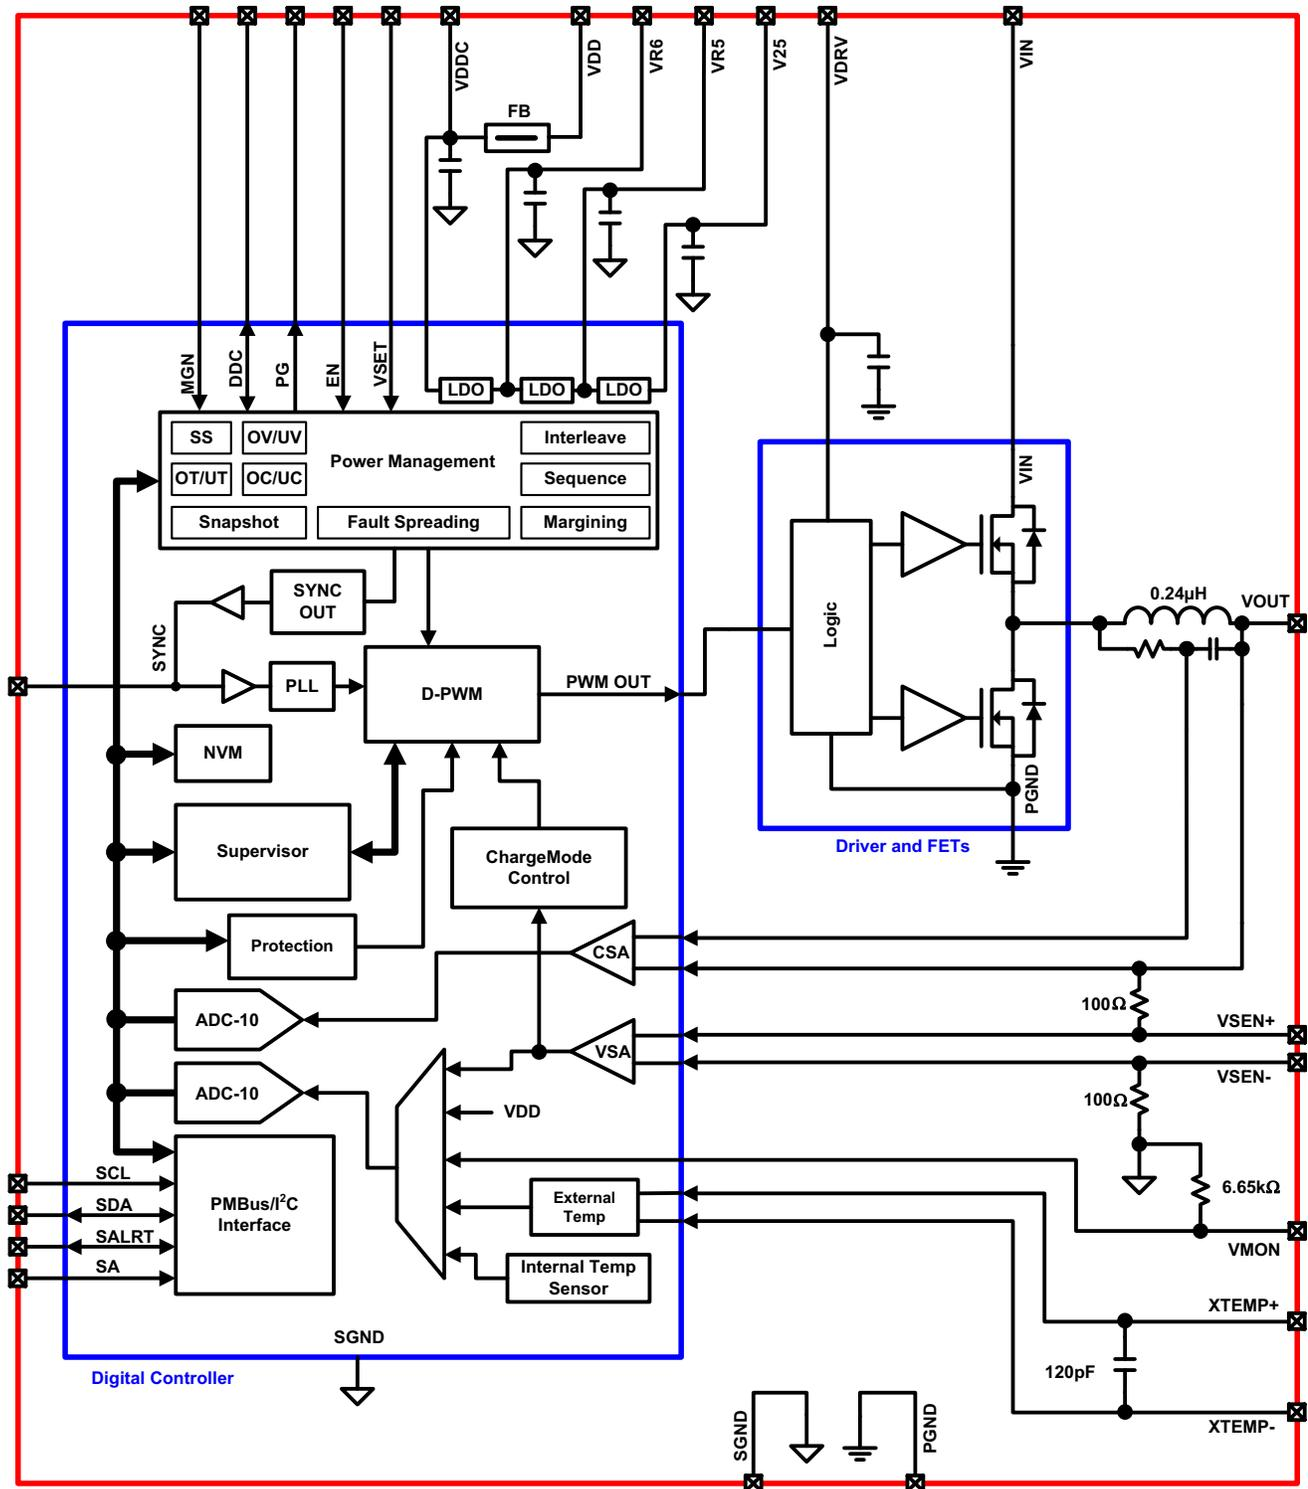 VDDC
VDD
VR6
VR5
V25
VDRV
VIN
FB
MGN
DDC
PG
EN
VSET
LDO
LDO
LDO
SS
OV/UV
Interleave
Power Management
OT/UT
OC/UC
Sequence
Snapshot
Fault Spreading
Margining
VIN
SYNC
OUT
SYNC
PLL
D-PWM
PWM OUT
Logic
0.24µH
VOUT
NVM
PGND
Supervisor
ChargeMode
Control
Driver and FETs
Protection
CSA
ADC-10
100Ω
VSEN+
VSA
VSEN-
ADC-10
VDD
100Ω
SCL
SDA
SALRT
SA
PMBus/I²C
Interface
External
Temp
6.65kΩ
VMON
Internal Temp
Sensor
XTEMP+
SGND
120pF
Digital Controller
SGND
PGND
XTEMP-